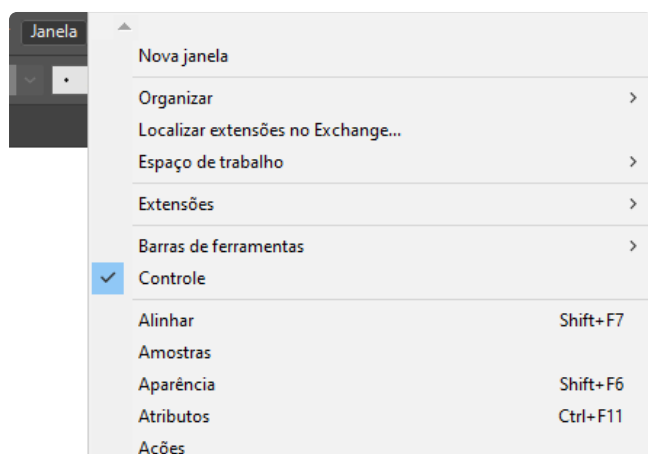 Janela
Nova janela
Organizar
Localizar extensões no Exchange...
Espaço de trabalho
Extensões
Barras de ferramentas
Controle
Alinhar Shift+F7
Amostras
Aparência Shift+F6
Atributos Ctrl+F11
Ações